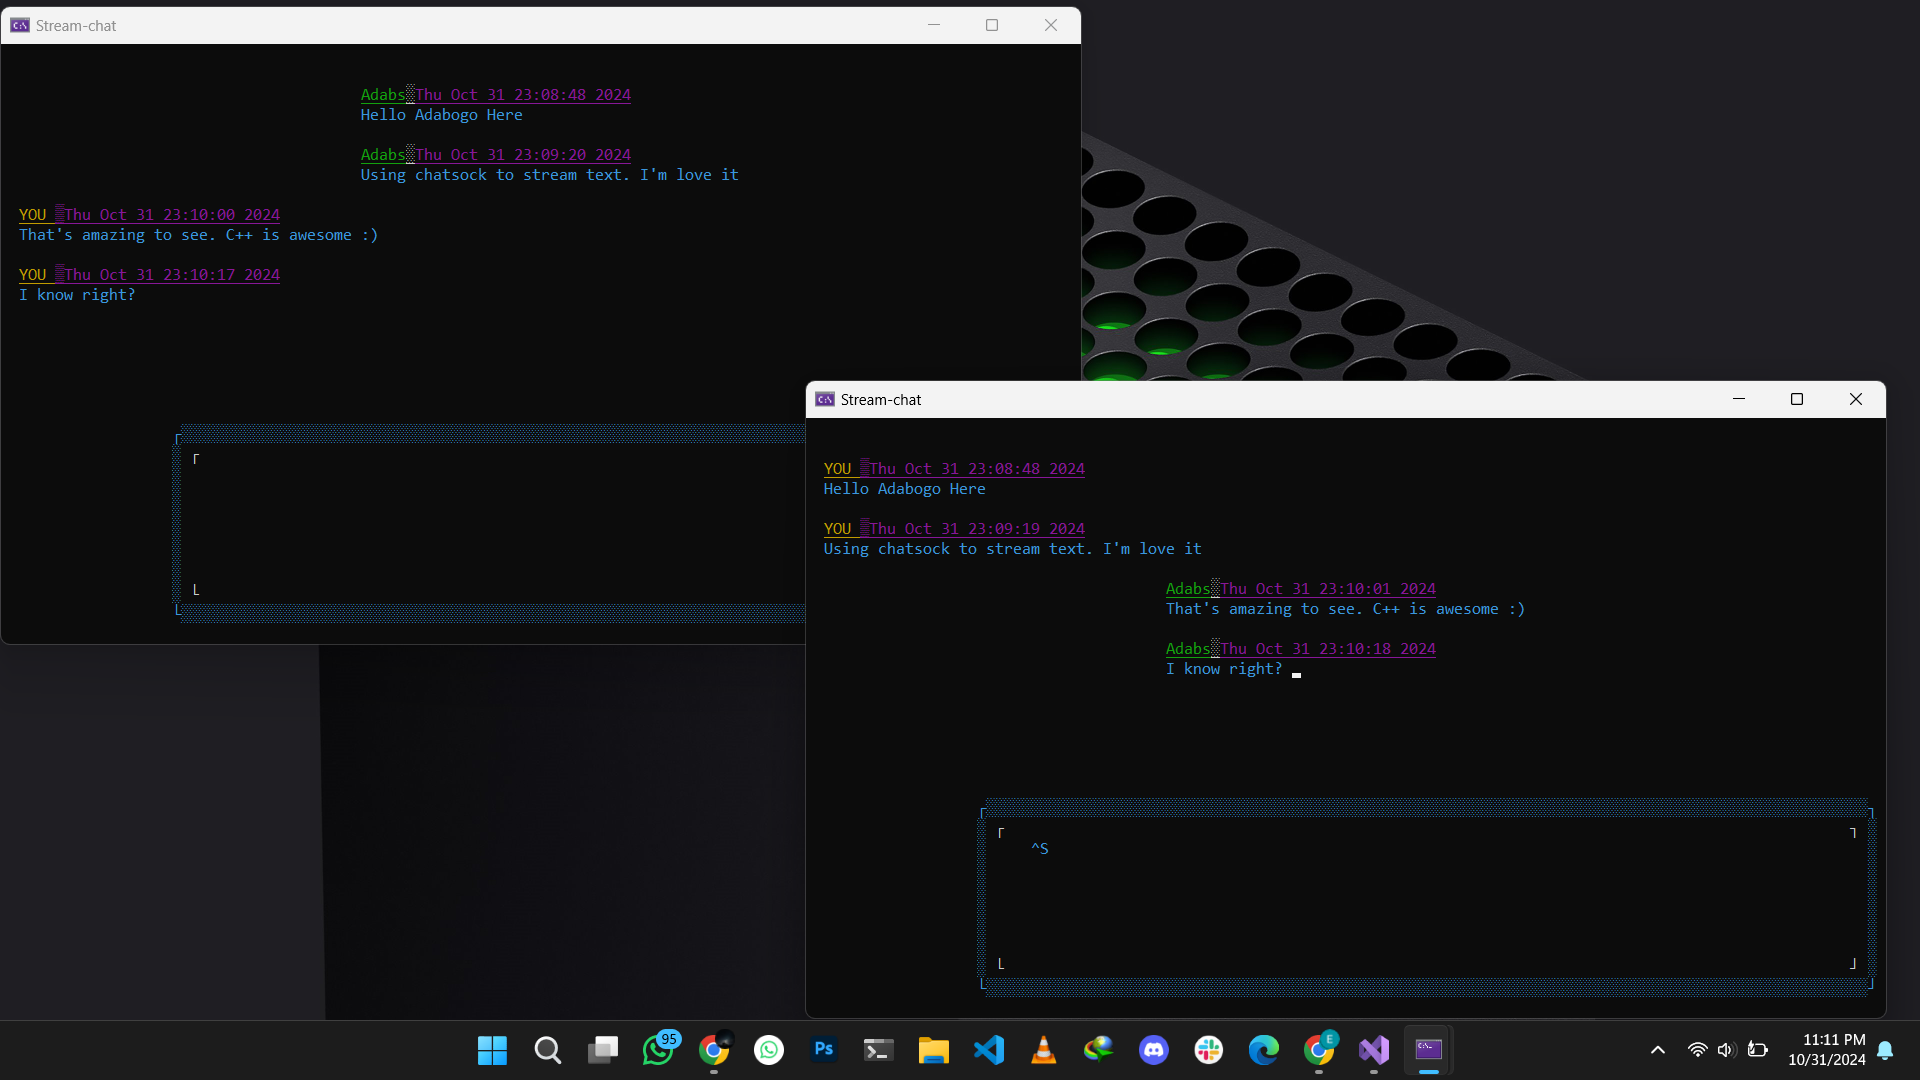 Stream-chat
Adabs Thu Oct 31 23:08:48 2024
Hello Adabogo Here
Adabs Thu Oct 31 23:09:20 2024
Using chatsock to stream text. I'm love it
YOU Thu Oct 31 23:10:00 2024
That's amazing to see. C++ is awesome :)
YOU Thu Oct 31 23:10:17 2024
I know right?
Stream-chat
YOU Thu Oct 31 23:08:48 2024
Hello Adabogo Here
YOU Thu Oct 31 23:09:19 2024
Using chatsock to stream text. I'm love it
Adabs Thu Oct 31 23:10:01 2024
That's amazing to see. C++ is awesome :)
Adabs Thu Oct 31 23:10:18 2024
I know right?
^S
95
Ps
E
11:11 PM
10/31/2024